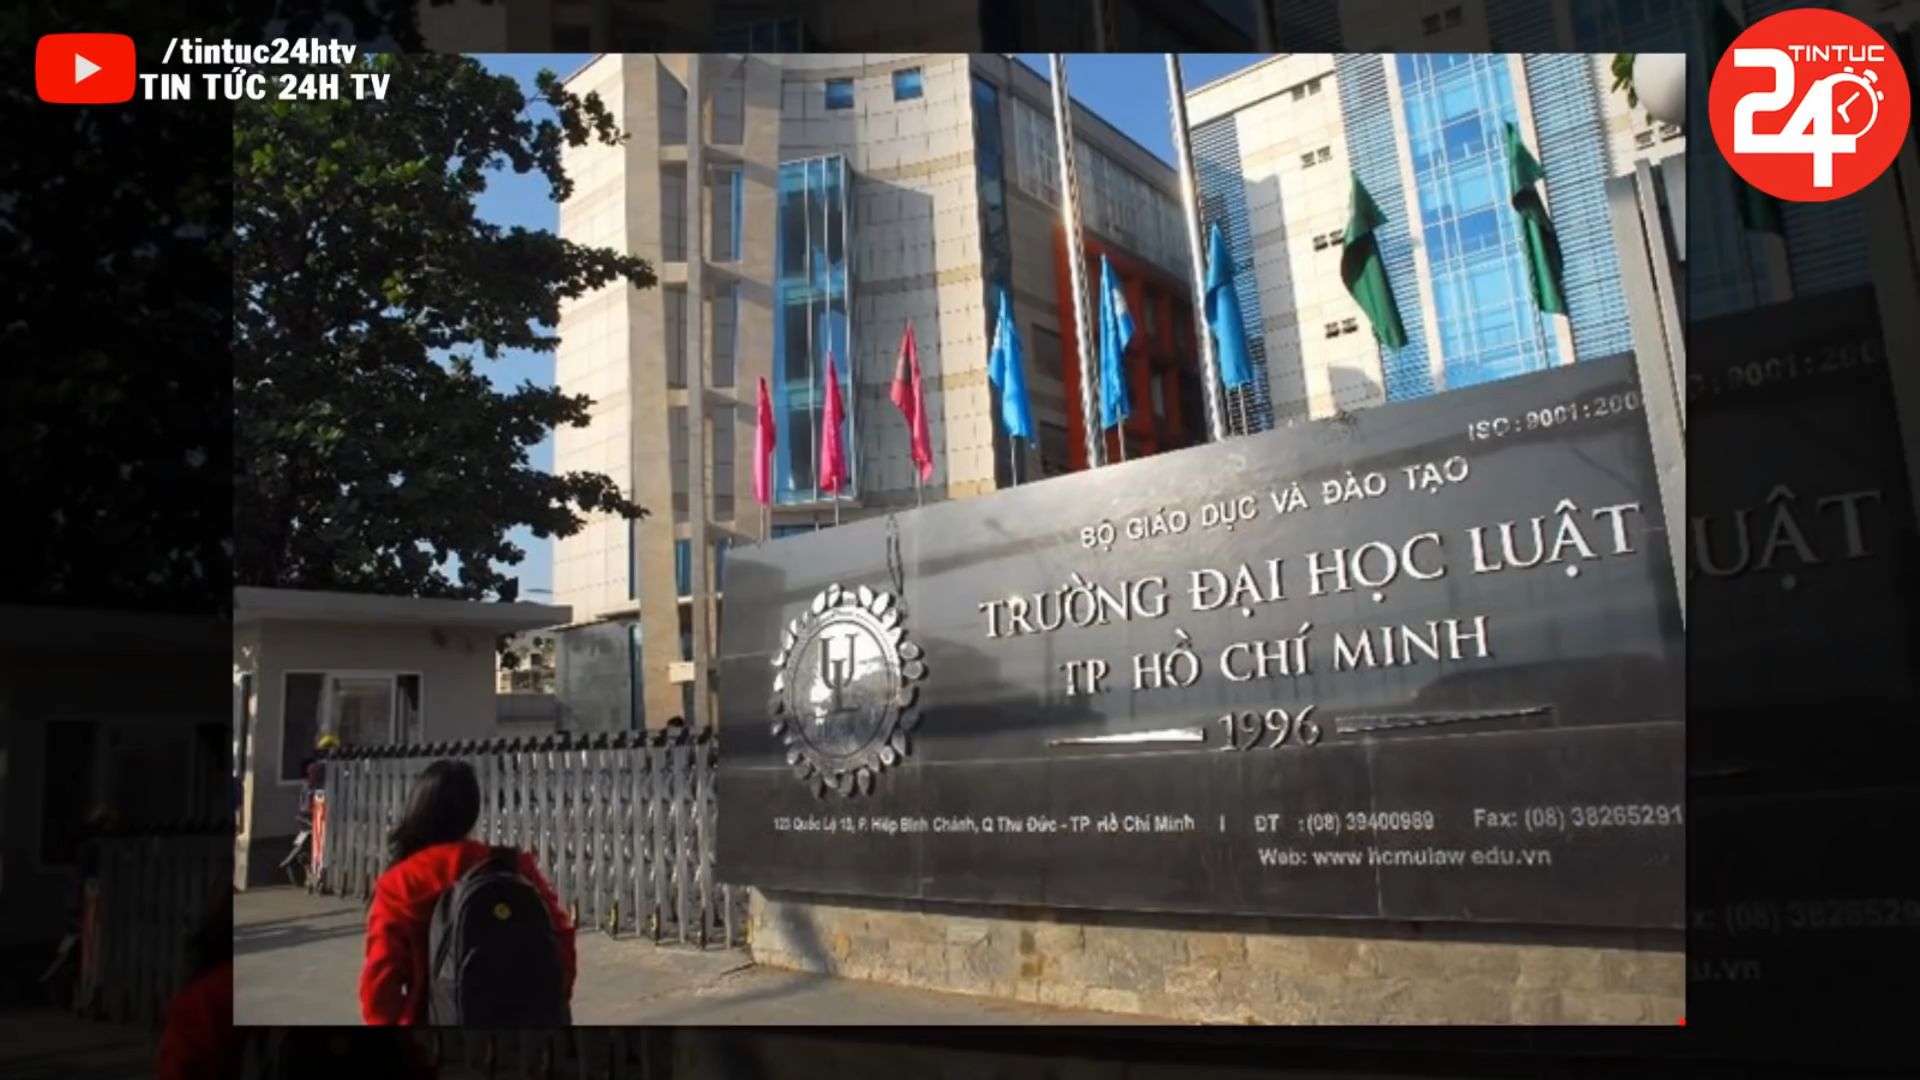 /tintuc24htv
TIN TỨC 24H TV
TINTUC
24
ISO:9001:200
BỘ GIÁO DỤC VÀ ĐÀO TẠO
TRƯỜNG ĐẠI HỌC LUẬT
TP. HỒ CHÍ MINH
1996
UL
123 Quốc Lộ 13, P. Hiệp Bình Chánh, Q Thủ Đức - TP Hồ Chí Minh | ĐT : (08) 39400989 Fax: (08) 38265291
Web: www hcmulaw edu.vn